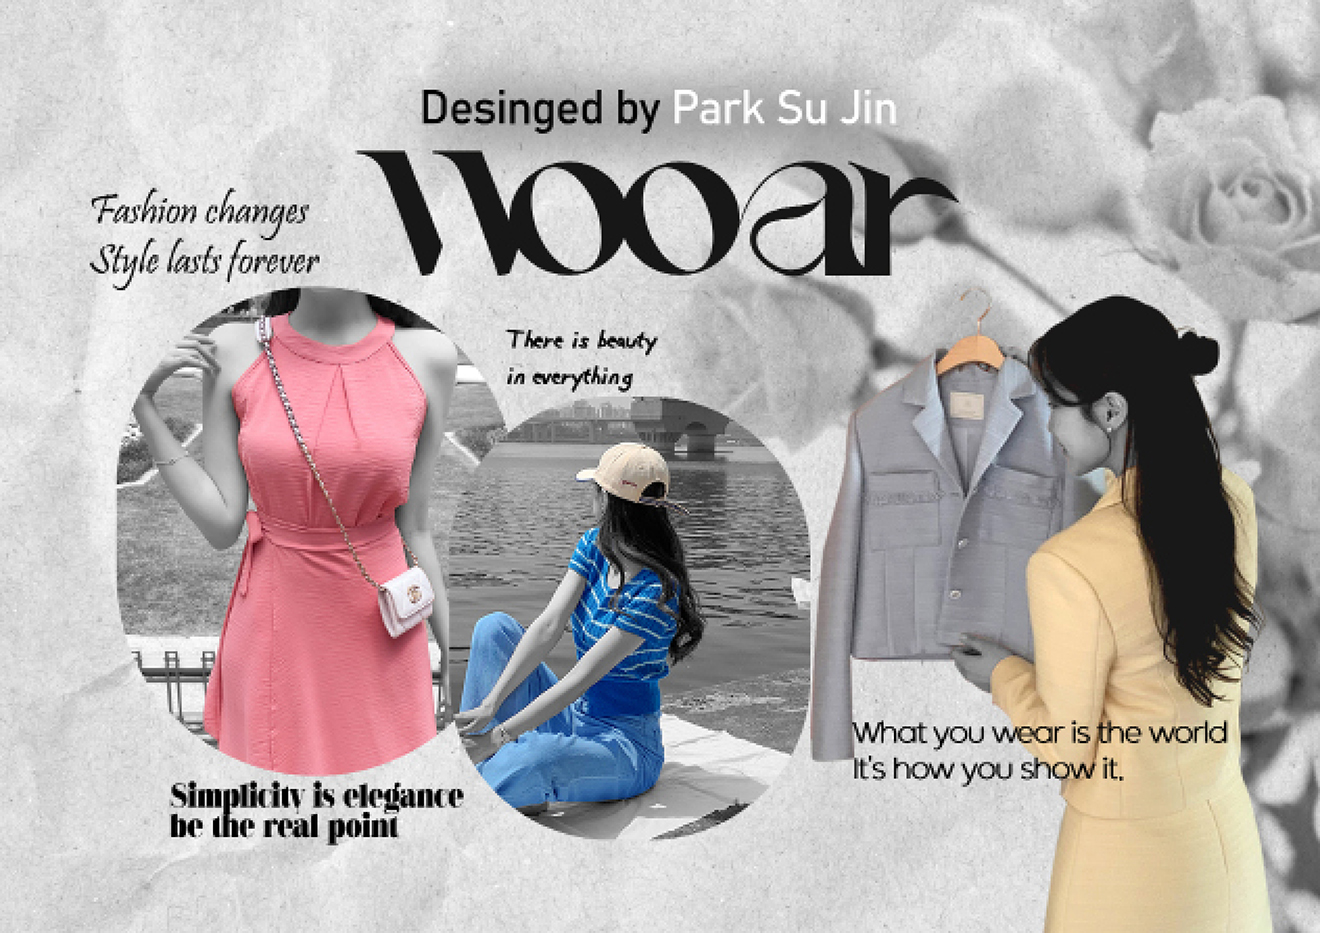 Desinged by Park Su Jin
Wooar
Fashion changes
Style lasts forever
There is beauty
in everything
What you wear is the world
It's how you show it.
Simplicity is elegance
be the real point